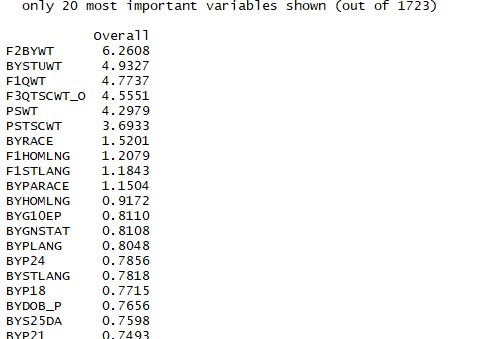 only 20 most important variables shown (out of 1723)
Overall
F2BYWT 6.2608
BYSTUWT 4.9327
F1QWT 4.7737
F3QTSCWT_O 4.5551
PSWT 4.2979
PSTSCWT 3.6933
BYRACE 1.5201
F1HOMLNG 1.2079
F1STLANG 1.1843
BYPARACE 1.1504
BYHOMLNG 0.9172
BYG10EP 0.8110
BYGNSTAT 0.8108
BYPLANG 0.8048
BYP24 0.7856
BYSTLANG 0.7818
BYP18 0.7715
BYDOB_P 0.7656
BYS25DA 0.7598
BYP21 0.7493